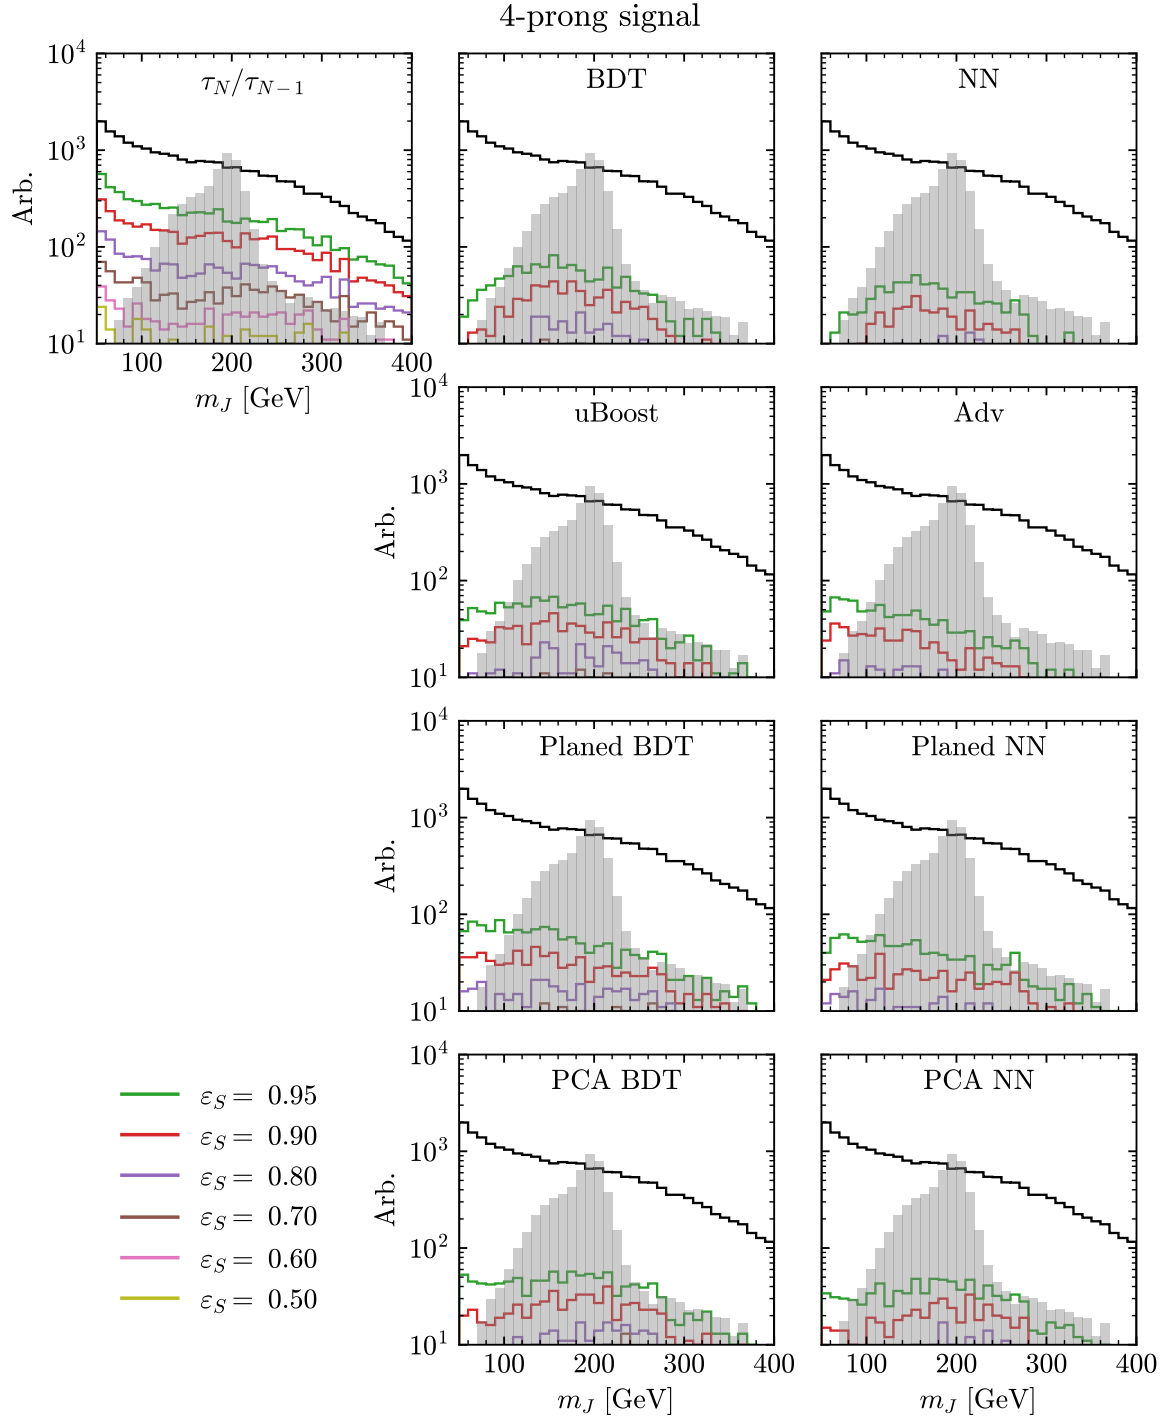 4-prong signal
τ_N/τ_{N−1} BDT NN
Arb.
10^4
10^3
10^2
10^1
100 200 300 400
m_J [GeV]
uBoost Adv
Arb.
10^4
10^3
10^2
10^1
Planed BDT Planed NN
Arb.
10^4
10^3
10^2
10^1
PCA BDT PCA NN
Arb.
10^4
10^3
10^2
10^1
100 200 300 400 100 200 300 400
m_J [GeV] m_J [GeV]
ε_S = 0.95
ε_S = 0.90
ε_S = 0.80
ε_S = 0.70
ε_S = 0.60
ε_S = 0.50